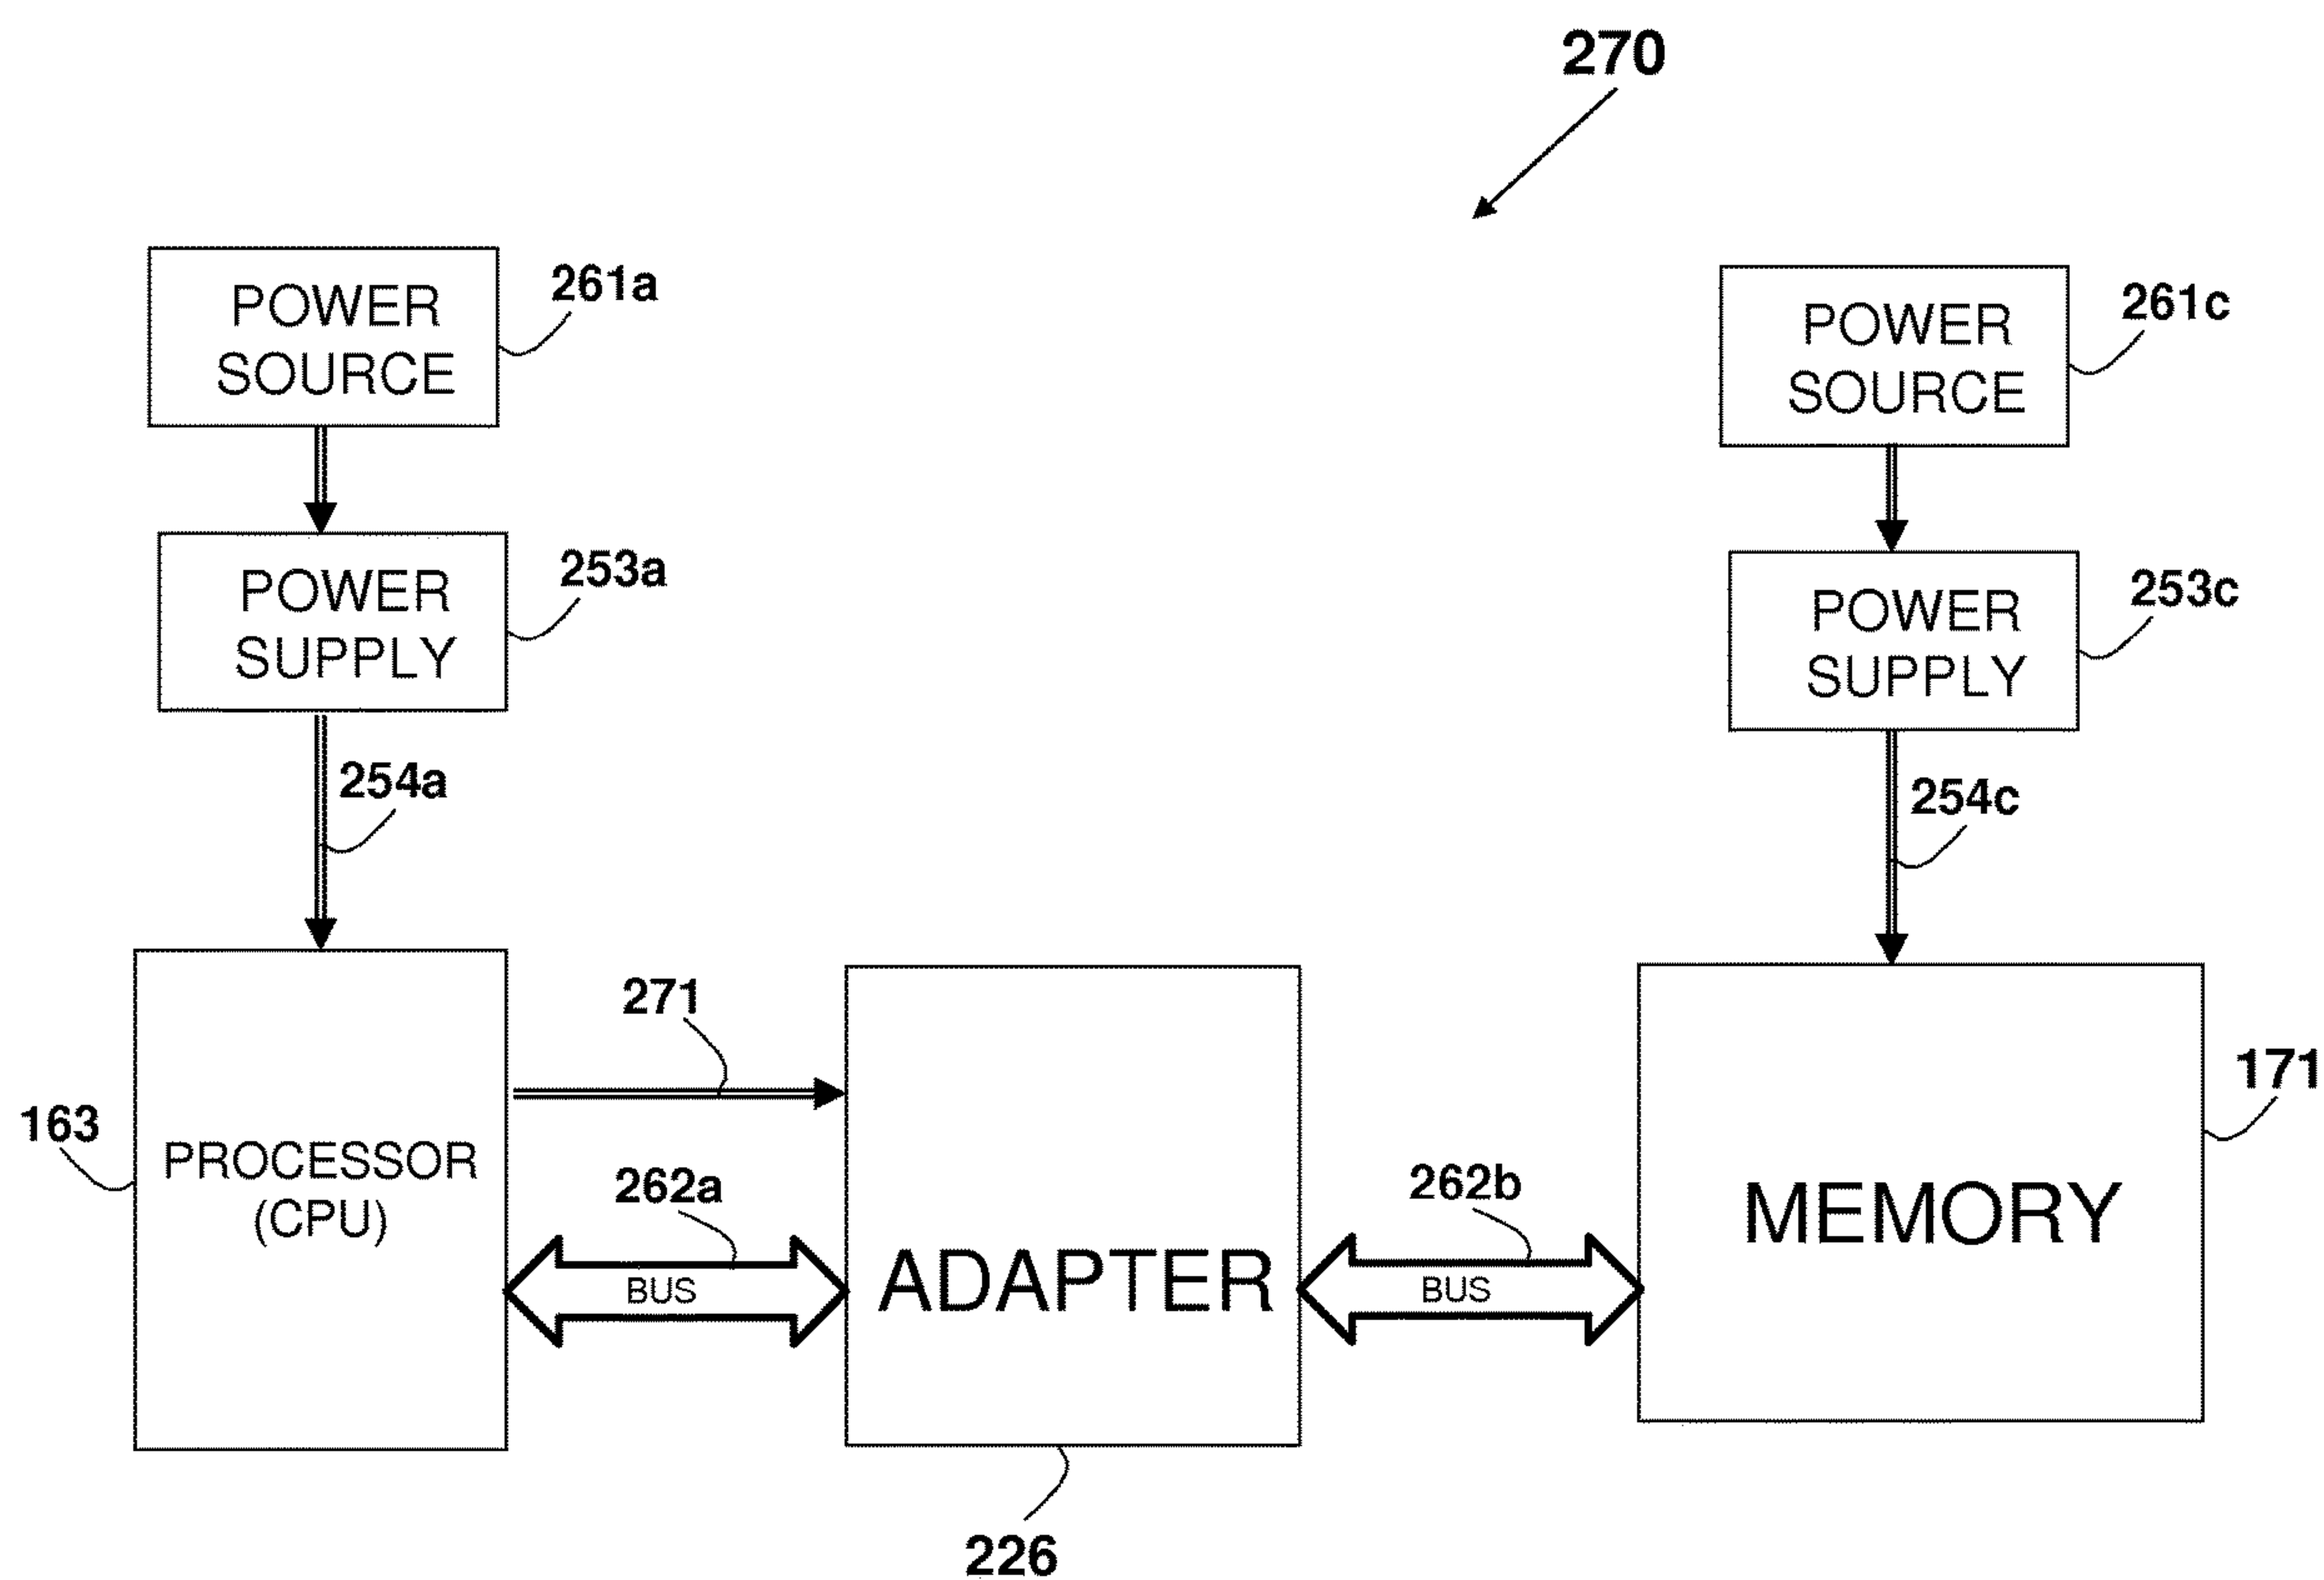 270
POWER
SOURCE
261a
POWER
SOURCE
261c
POWER
SUPPLY
253a
POWER
SUPPLY
253c
254a
254c
163
PROCESSOR
(CPU)
271
262a
BUS
ADAPTER
226
262b
BUS
MEMORY
171